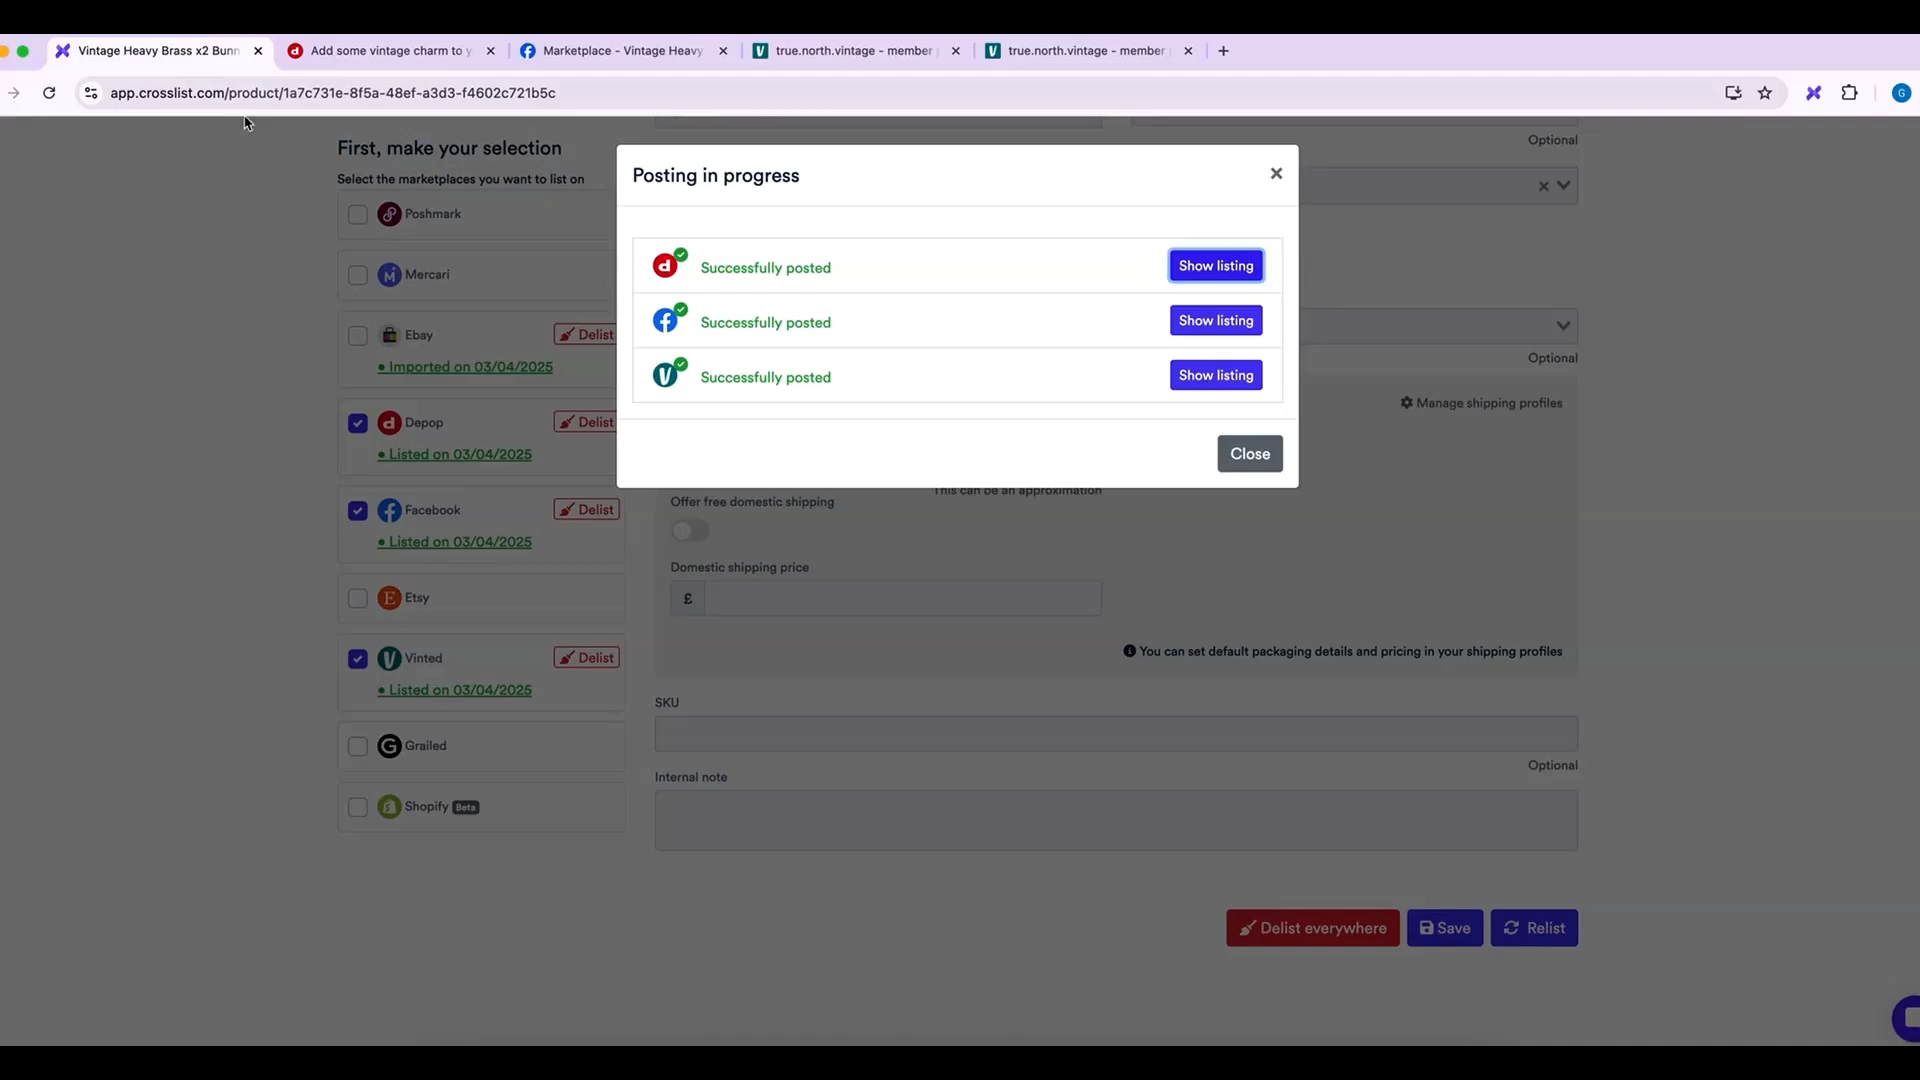 Vintage Heavy Brass x2 Bunn
Add some vintage charm to y
Marketplace - Vintage Heavy
true.north.vintage - member
true.north.vintage - member
app.crosslist.com/product/1a7c731e-8f5a-48ef-a3d3-f4602c721b5c
G
First, make your selection
Select the marketplaces you want to list on
Poshmark
Mercari
Ebay
Delist
Imported on 03/04/2025
Depop
Delist
Listed on 03/04/2025
Facebook
Delist
Listed on 03/04/2025
Etsy
Vinted
Delist
Listed on 03/04/2025
Grailed
Shopify Beta
Posting in progress
Successfully posted
Show listing
Successfully posted
Show listing
Successfully posted
Show listing
Close
Optional
Optional
Manage shipping profiles
This can be an approximation
Offer free domestic shipping
Domestic shipping price
£
You can set default packaging details and pricing in your shipping profiles
SKU
Optional
Internal note
Delist everywhere
Save
Relist